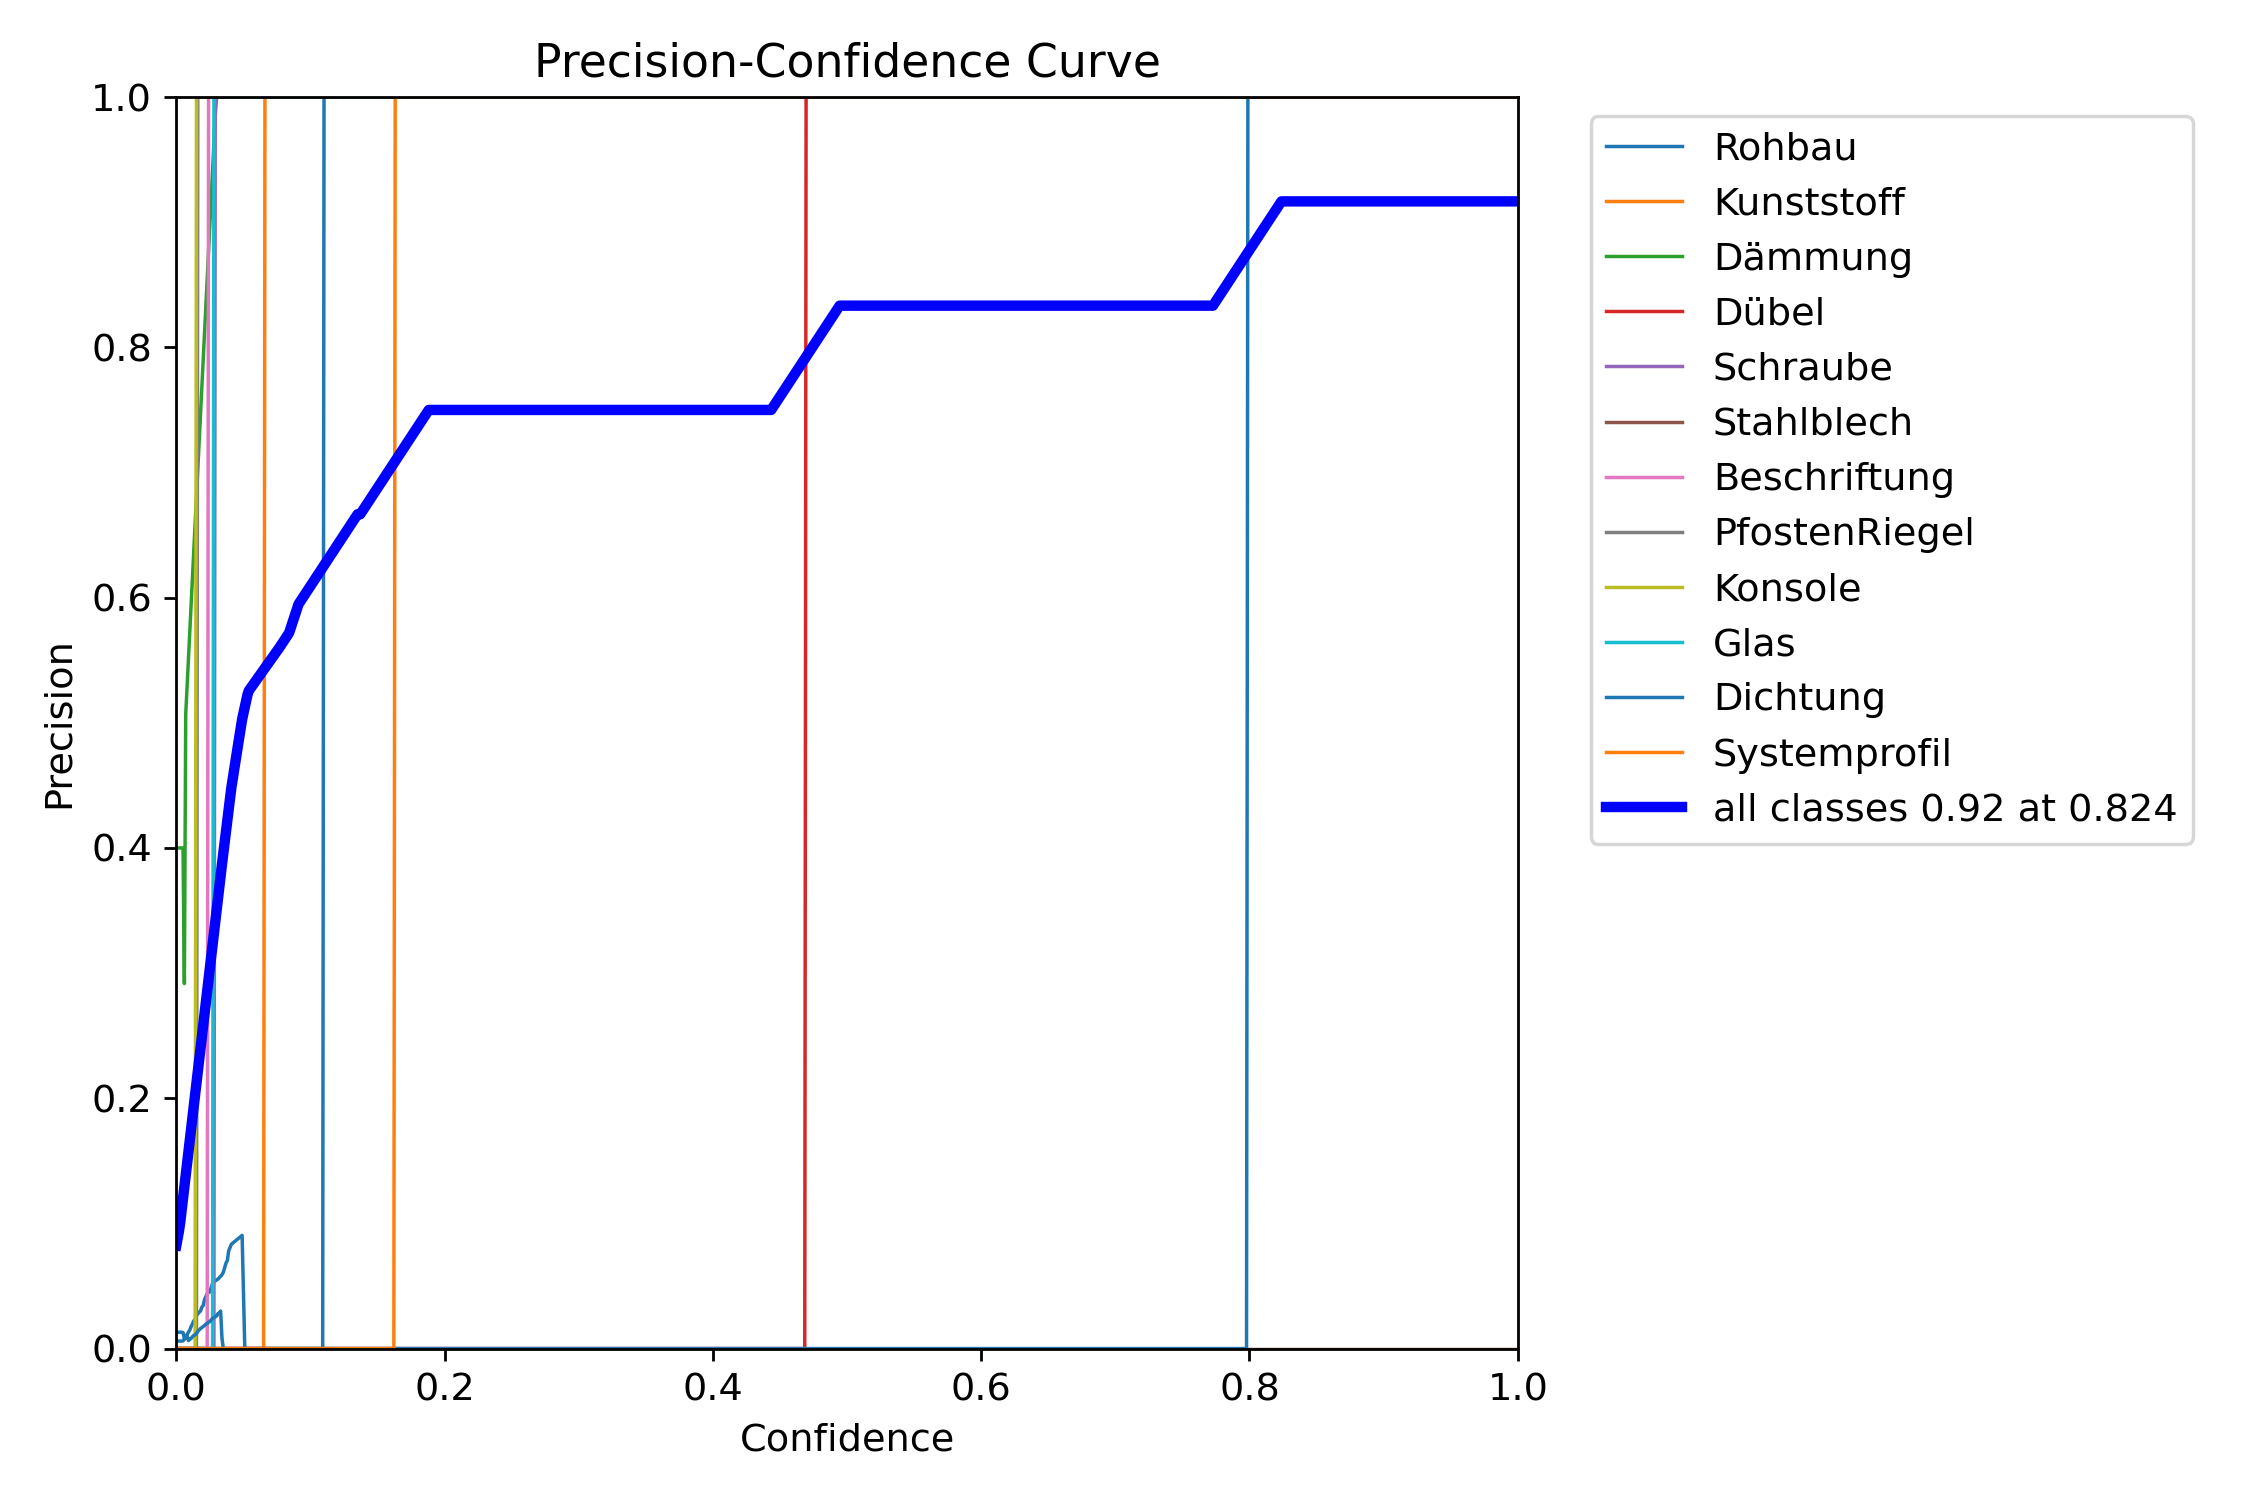 Precision-Confidence Curve
1.0
0.8
0.6
0.4
0.2
0.0
Precision
0.0 0.2 0.4 0.6 0.8 1.0
Confidence
Rohbau
Kunststoff
Dämmung
Dübel
Schraube
Stahlblech
Beschriftung
PfostenRiegel
Konsole
Glas
Dichtung
Systemprofil
all classes 0.92 at 0.824